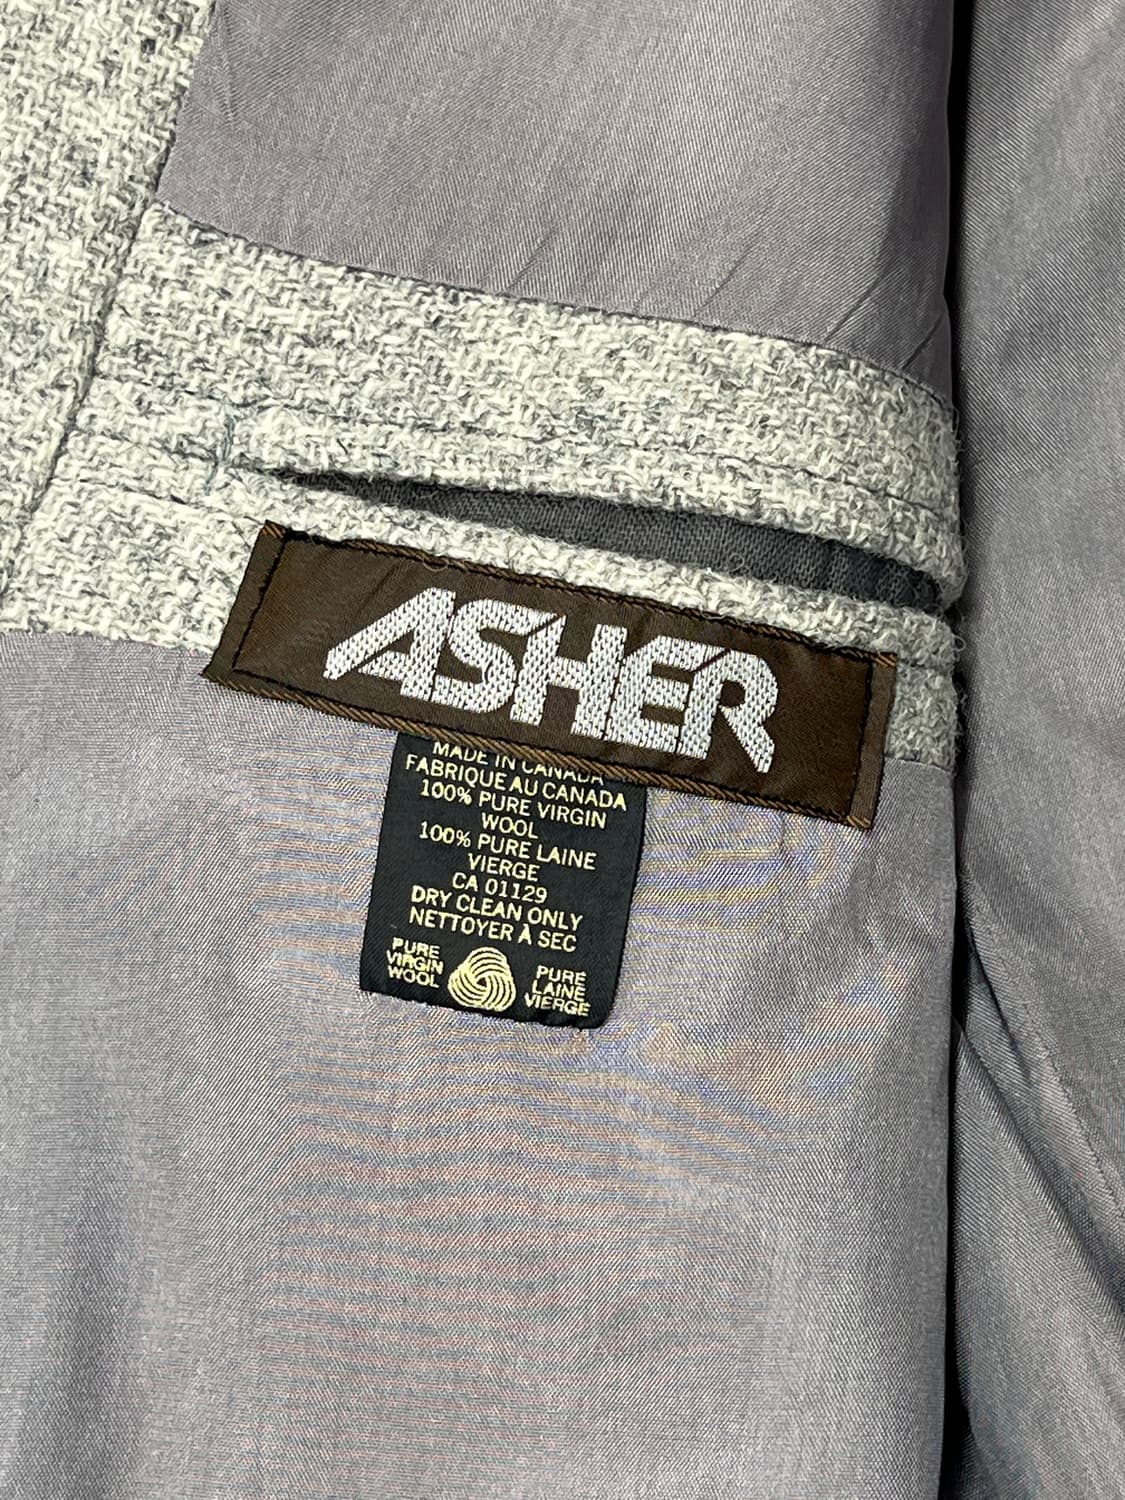 ASHER
MADE IN CANADA
FABRIQUE AU CANADA
100% PURE VIRGIN
WOOL
100% PURE LAINE
VIERGE
CA 01129
DRY CLEAN ONLY
NETTOYER À SEC
PURE
VIRGIN
WOOL
PURE
LAINE
VIERGE